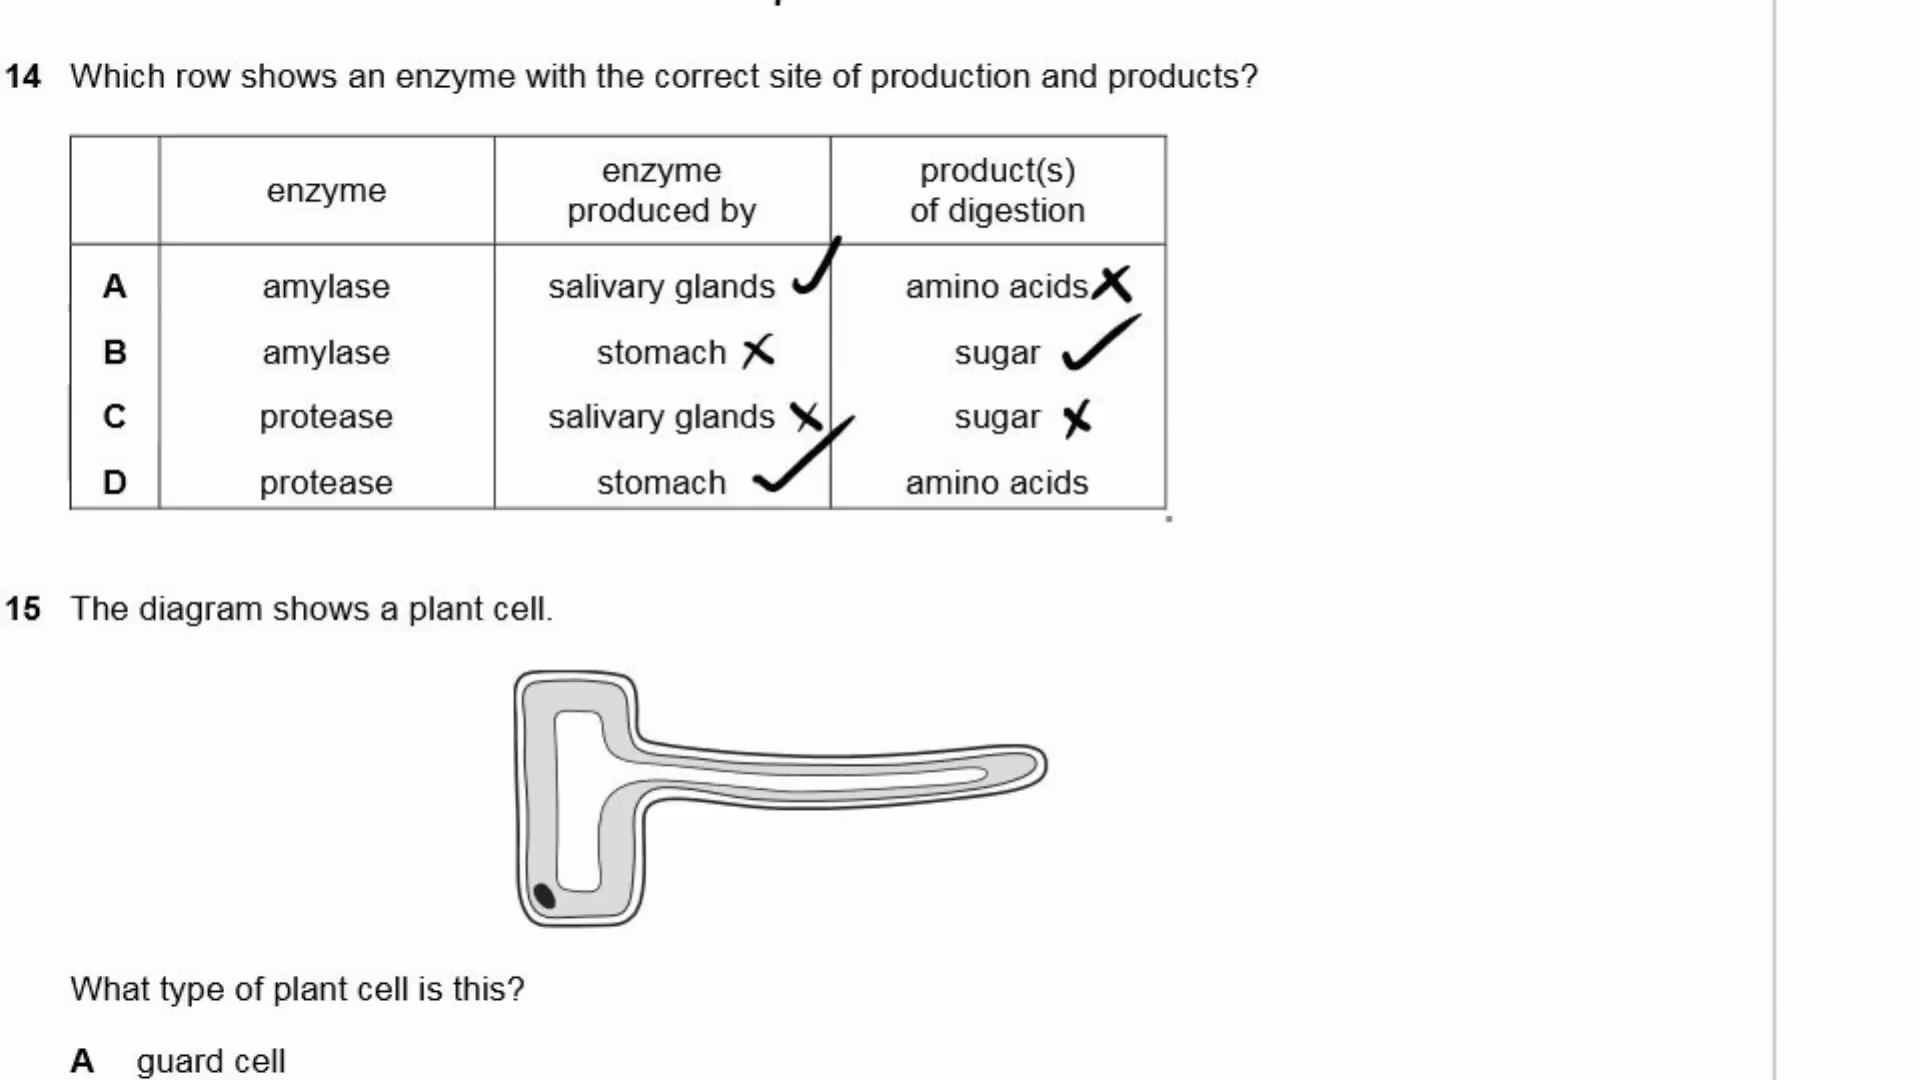 14 Which row shows an enzyme with the correct site of production and products?
enzyme enzyme produced by product(s) of digestion
A amylase salivary glands ✓ amino acids ✗
B amylase stomach ✗ sugar ✓
C protease salivary glands ✗ sugar ✗
D protease stomach ✓ amino acids
15 The diagram shows a plant cell.
What type of plant cell is this?
A guard cell